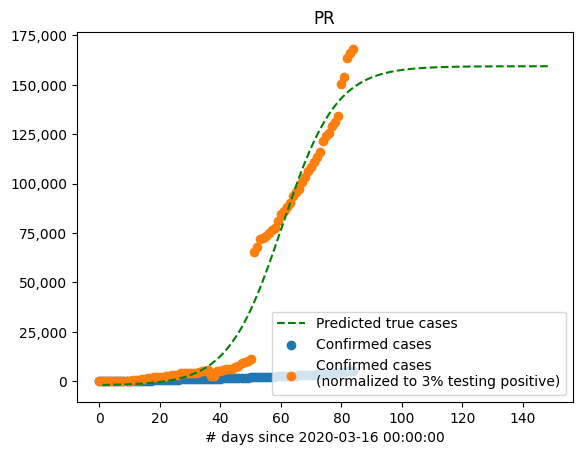 PR
175,000
150,000
125,000
100,000
75,000
50,000
25,000
0
Predicted true cases
Confirmed cases
Confirmed cases
(normalized to 3% testing positive)
0 20 40 60 80 100 120 140
# days since 2020-03-16 00:00:00